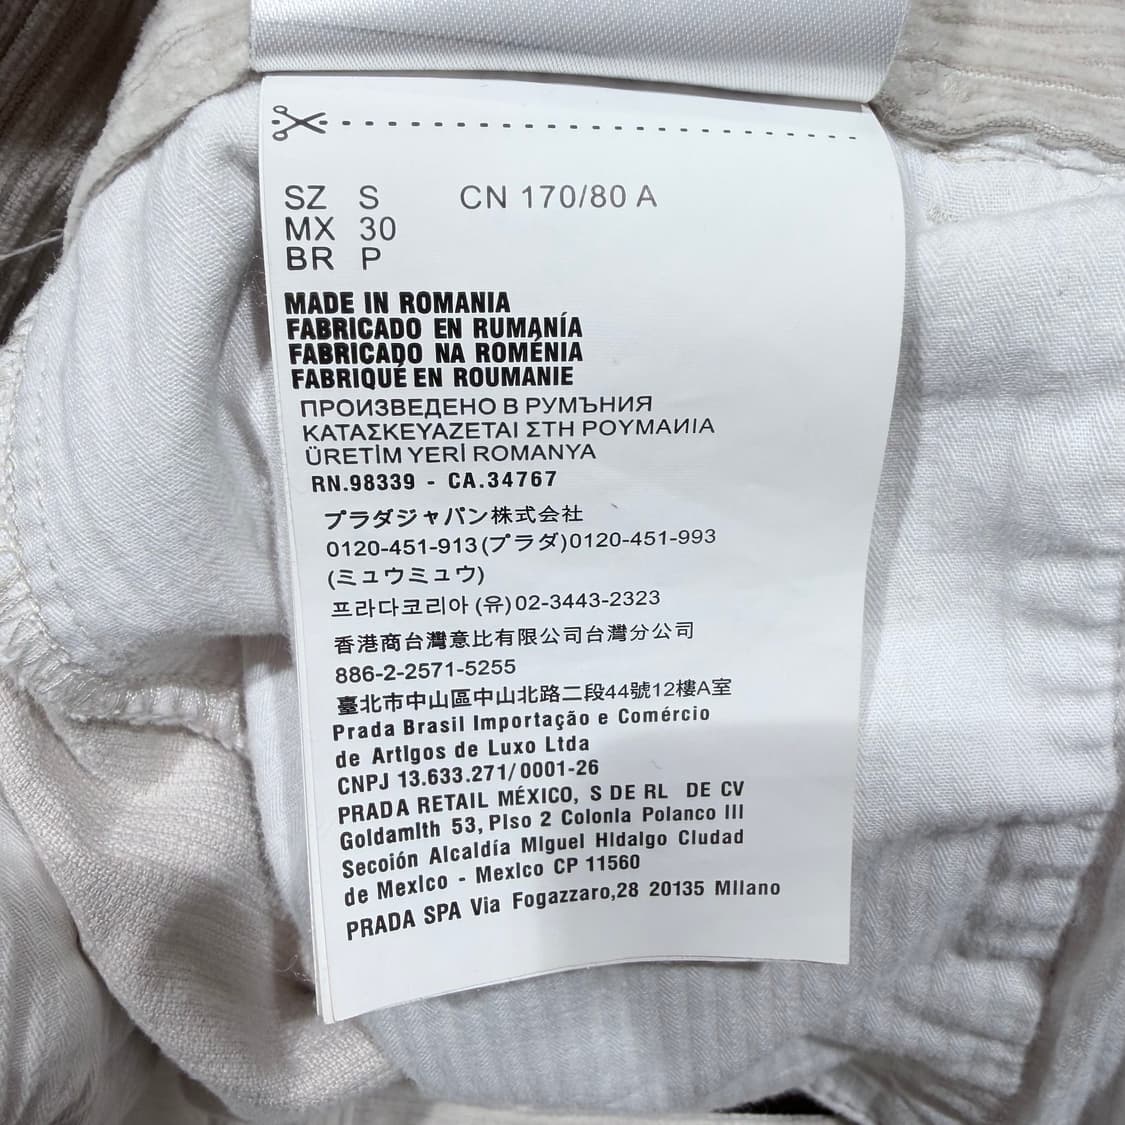 SZ S CN 170/80 A
MX 30
BR P
MADE IN ROMANIA
FABRICADO EN RUMANÍA
FABRICADO NA ROMÉNIA
FABRIQUÉ EN ROUMANIE
ПРОИЗВЕДЕНО В РУМЪНИЯ
ΚΑΤΑΣΚΕΥΑΖΕΤΑΙ ΣΤΗ ΡΟΥΜΑИΙΑ
ÜRETİM YERİ ROMANYA
RN.98339 - CA.34767
プラダジャパン株式会社
0120-451-913(プラダ)0120-451-993
(ミュウミュウ)
프라다코리아 (유)02-3443-2323
香港商台灣意比有限公司台灣分公司
886-2-2571-5255
臺北市中山區中山北路二段44號12樓A室
Prada Brasil Importação e Comércio
de ArtIgos de Luxo Ltda
CNPJ 13.633.271/0001-26
PRADA RETAIL MÉXICO, S DE RL DE CV
GoldamIth 53, PIso 2 ColonIa Polanco III
Seccion Alcaldía MIguel HIdalgo CIudad
de MexIco - MexIco CP 11560
PRADA SPA Via Fogazzaro,28 20135 MIlano